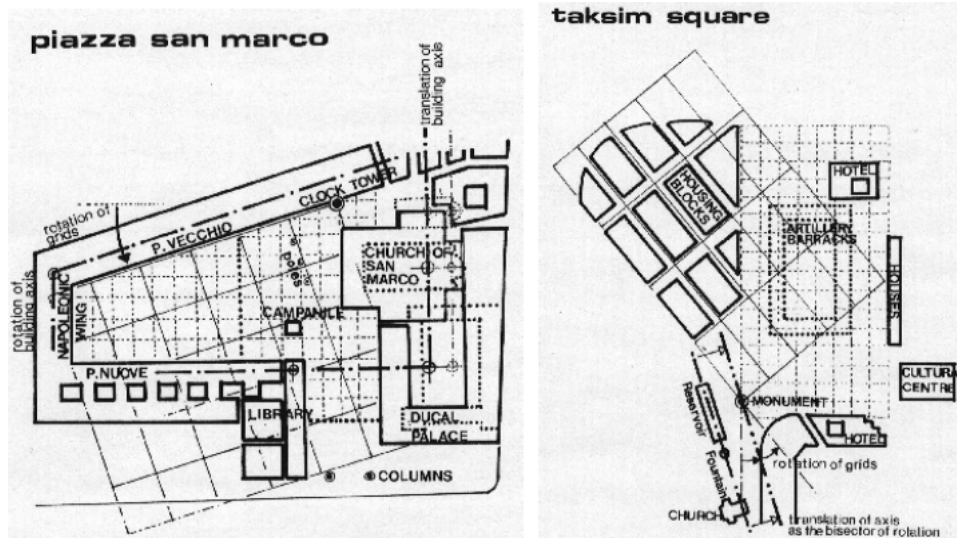 piazza san marco
translation of
building axis
CLOCK TOWER
rotation of
grids
P. VECCHIO
poles
CHURCH OF
SAN
MARCO
rotation of
building axis
NAPOLEONIC
WING
CAMPANILE
P.NUOVE
LIBRARY
DUCAL
PALACE
COLUMNS
taksim square
HOTEL
HOUSING
BLOCKS
ARTILLERY
BARRACKS
HOUSES
CULTURA
CENTRE
MONUMENT
Reservoir
Fountain
HOTEL
rotation of grids
CHURCH
translation of axis
as the bisector of rotation